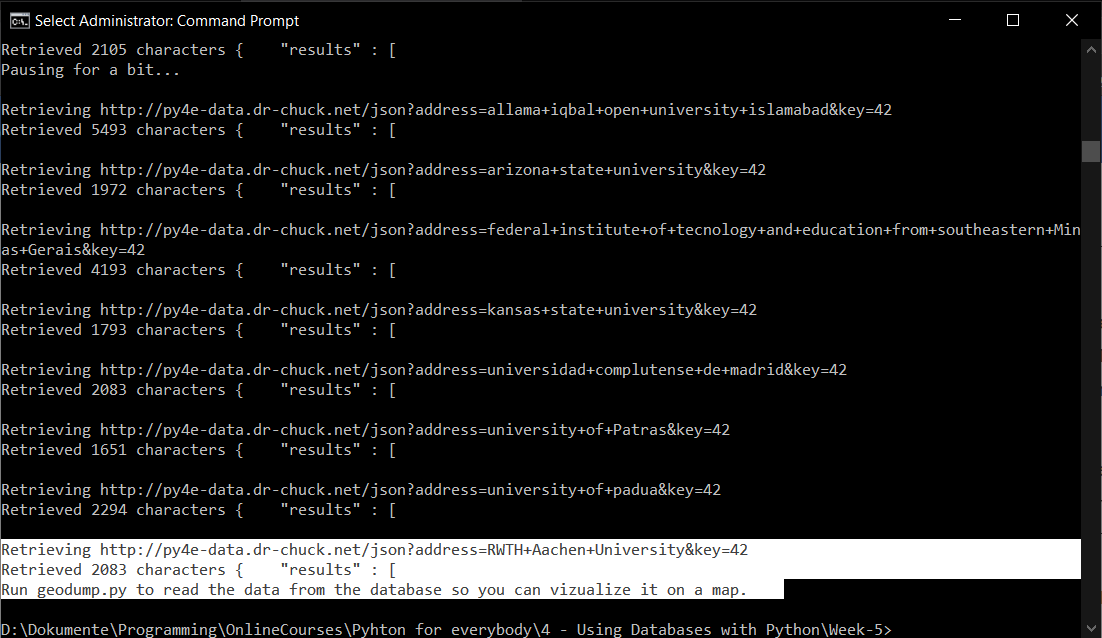 Select Administrator: Command Prompt
Retrieved 2105 characters {    "results" : [
Pausing for a bit...
Retrieving http://py4e-data.dr-chuck.net/json?address=allama+iqbal+open+university+islamabad&key=42
Retrieved 5493 characters {    "results" : [
Retrieving http://py4e-data.dr-chuck.net/json?address=arizona+state+university&key=42
Retrieved 1972 characters {    "results" : [
Retrieving http://py4e-data.dr-chuck.net/json?address=federal+institute+of+tecnology+and+education+from+southeastern+Min
as+Gerais&key=42
Retrieved 4193 characters {    "results" : [
Retrieving http://py4e-data.dr-chuck.net/json?address=kansas+state+university&key=42
Retrieved 1793 characters {    "results" : [
Retrieving http://py4e-data.dr-chuck.net/json?address=universidad+complutense+de+madrid&key=42
Retrieved 2083 characters {    "results" : [
Retrieving http://py4e-data.dr-chuck.net/json?address=university+of+Patras&key=42
Retrieved 1651 characters {    "results" : [
Retrieving http://py4e-data.dr-chuck.net/json?address=university+of+padua&key=42
Retrieved 2294 characters {    "results" : [
Retrieving http://py4e-data.dr-chuck.net/json?address=RWTH+Aachen+University&key=42
Retrieved 2083 characters {    "results" : [
Run geodump.py to read the data from the database so you can vizualize it on a map.
D:\Dokumente\Programming\OnlineCourses\Pyhton for everybody\4 - Using Databases with Python\Week-5>